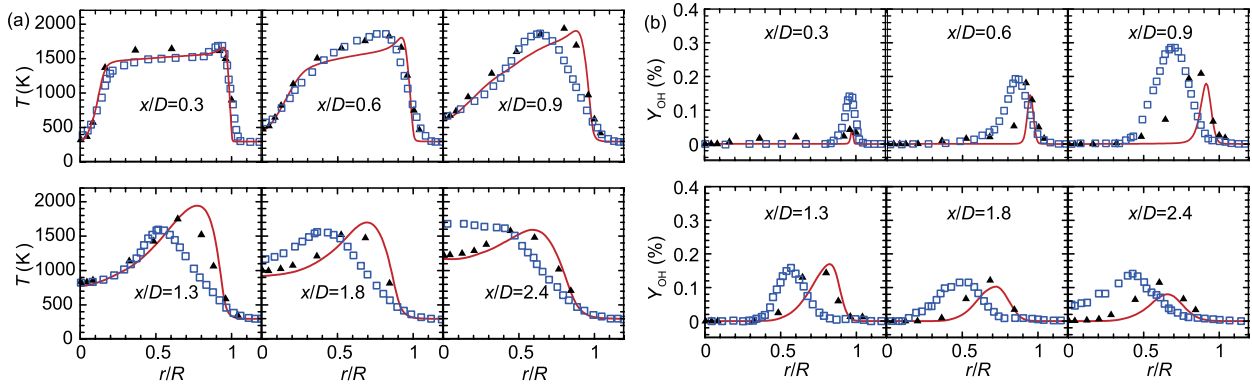 (a)
2000
1500
1000
500
0
T (K)
x/D=0.3
x/D=0.6
x/D=0.9
2000
1500
1000
500
0
T (K)
x/D=1.3
x/D=1.8
x/D=2.4
0 0.5 1 0 0.5 1 0 0.5 1
r/R r/R r/R
(b)
0.4
0.3
0.2
0.1
0
Y_OH (%)
x/D=0.3
x/D=0.6
x/D=0.9
0.4
0.3
0.2
0.1
0
Y_OH (%)
x/D=1.3
x/D=1.8
x/D=2.4
0 0.5 1 0 0.5 1 0 0.5 1
r/R r/R r/R